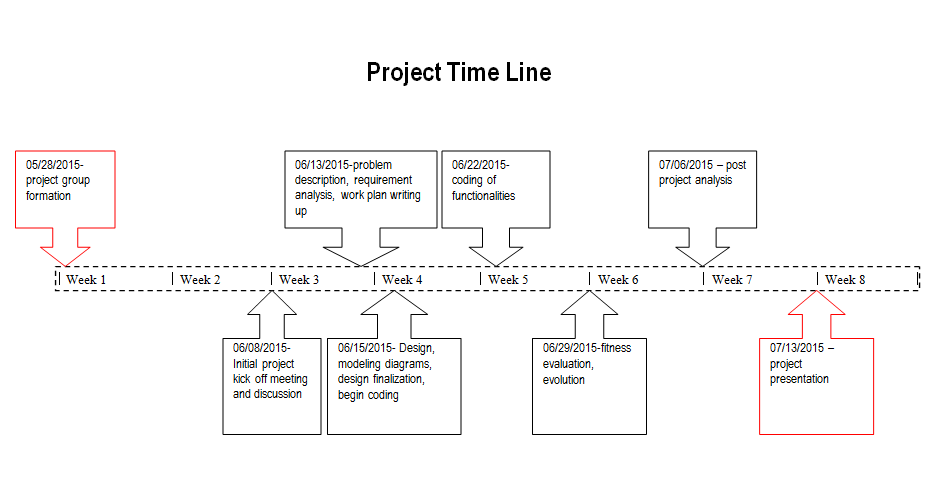 Project Time Line
05/28/2015-
project group
formation
06/13/2015-problem
description, requirement
analysis, work plan writing
up
06/22/2015-
coding of
functionalities
07/06/2015 – post
project analysis
Week 1
Week 2
Week 3
Week 4
Week 5
Week 6
Week 7
Week 8
06/08/2015-
Initial project
kick off meeting
and discussion
06/15/2015- Design,
modeling diagrams,
design finalization,
begin coding
06/29/2015-fitness
evaluation,
evolution
07/13/2015 –
project
presentation